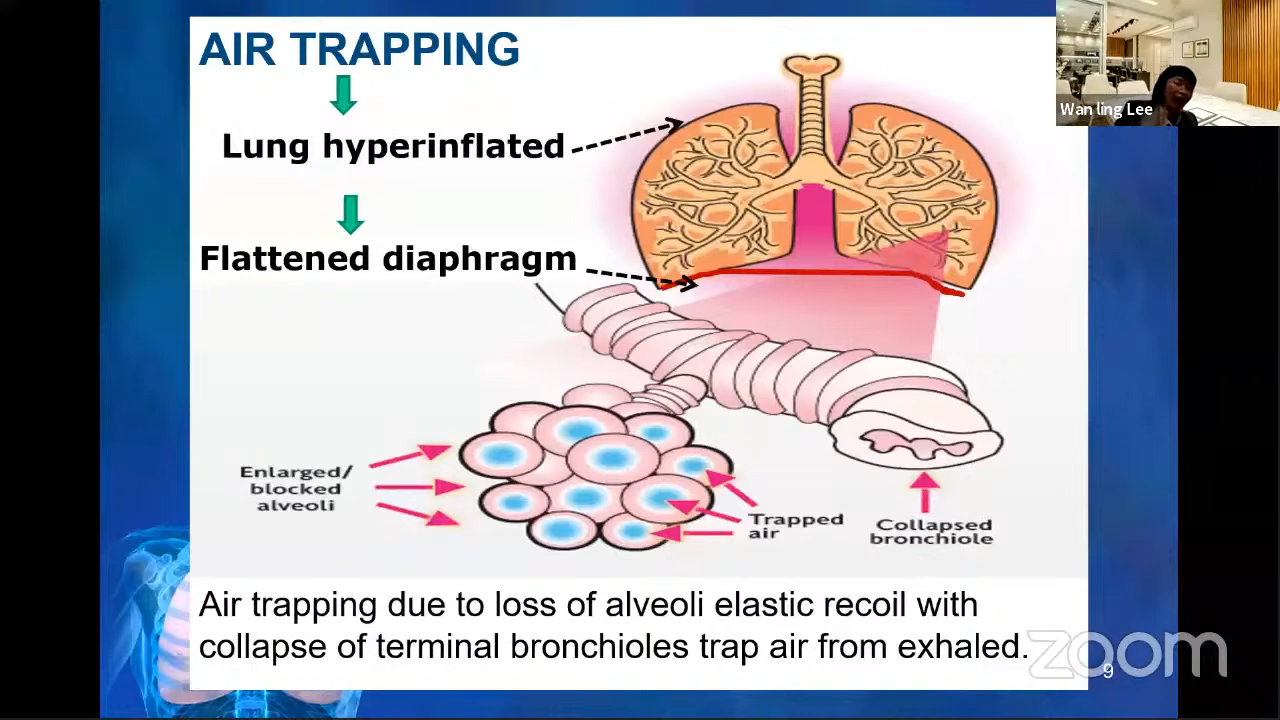 AIR TRAPPING
Lung hyperinflated
Flattened diaphragm
Enlarged/
blocked
alveoli
Trapped
air
Collapsed
bronchiole
Air trapping due to loss of alveoli elastic recoil with
collapse of terminal bronchioles trap air from exhaled.
Wan ling Lee
zoom
9